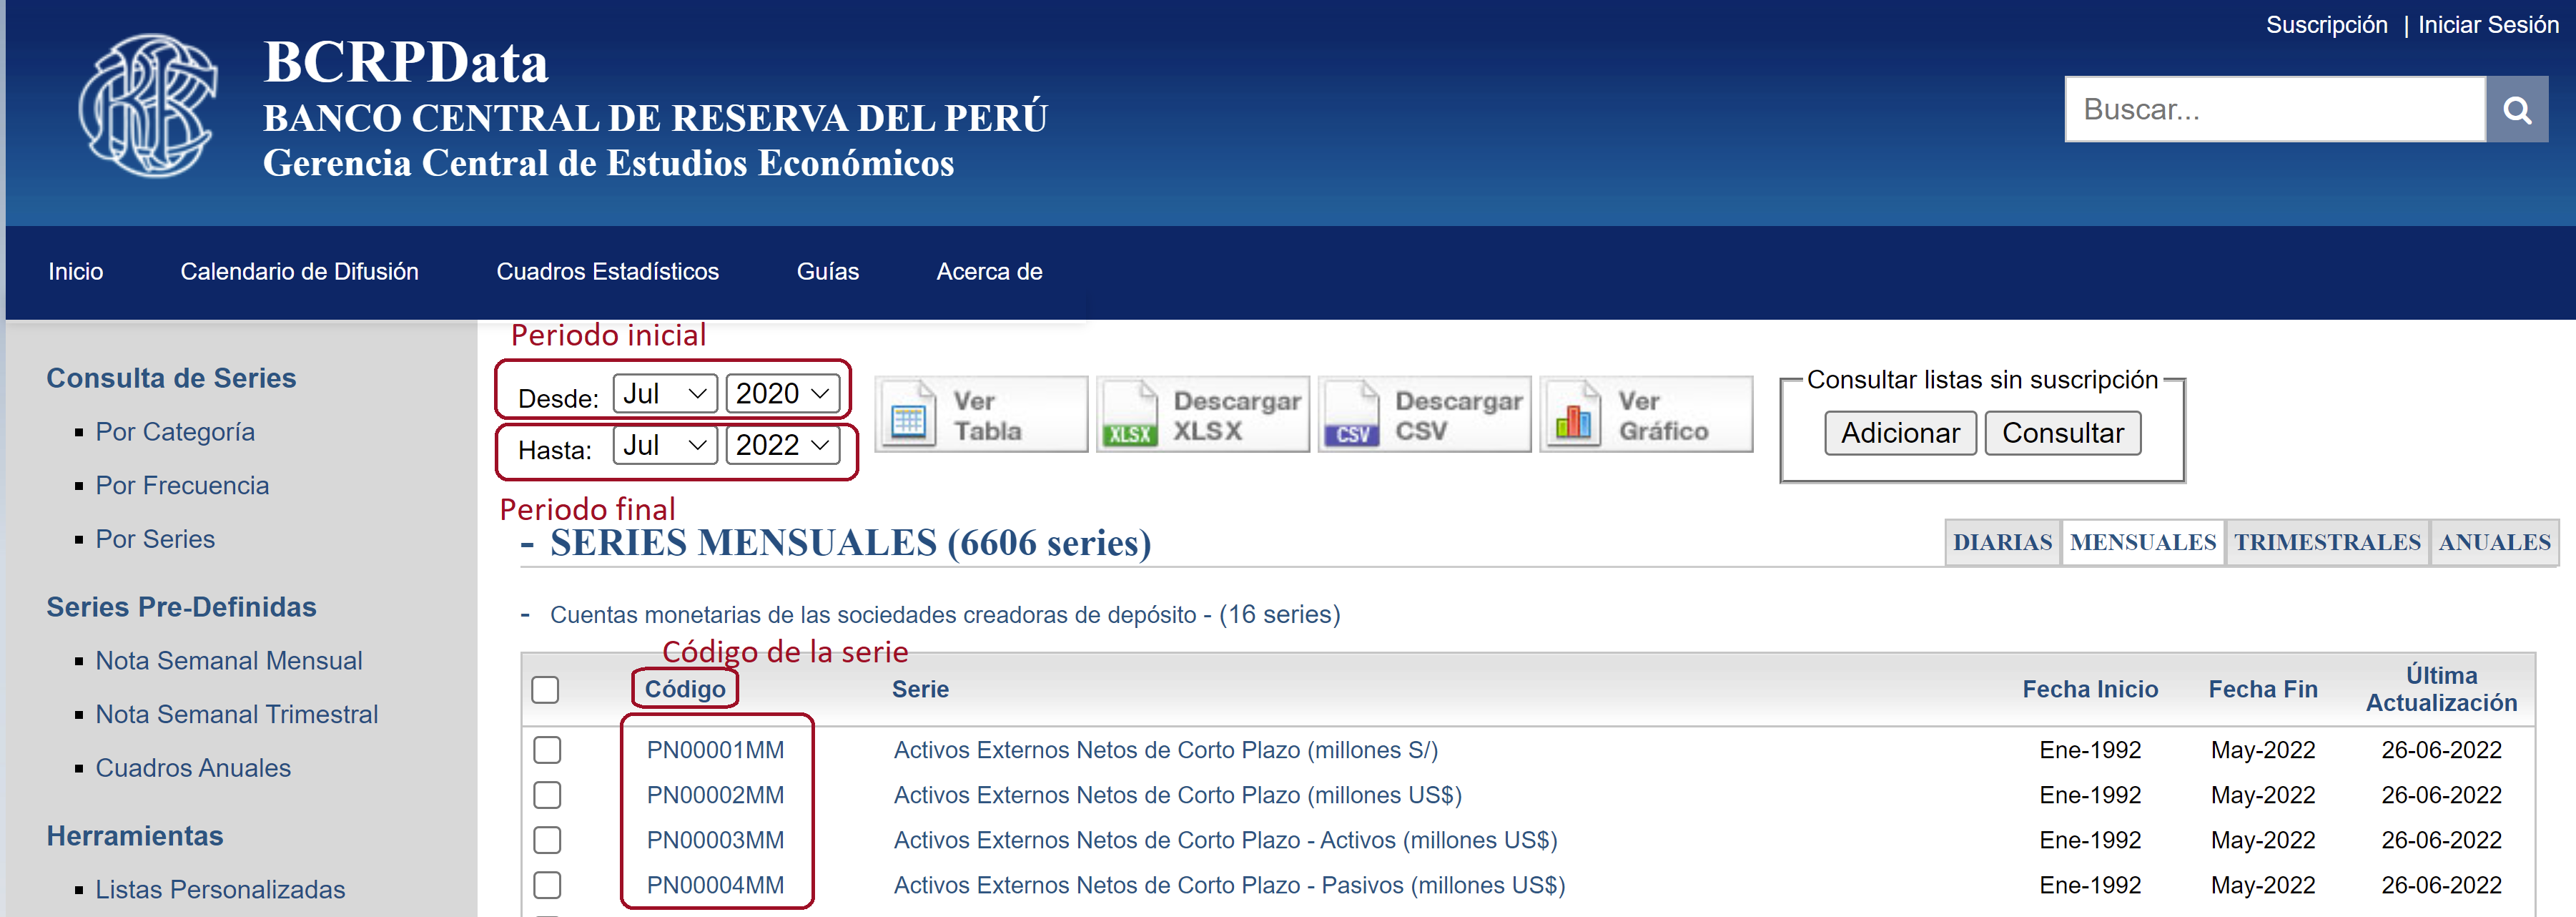 Suscripción | Iniciar Sesión
BCRPData
BANCO CENTRAL DE RESERVA DEL PERÚ
Gerencia Central de Estudios Económicos
Buscar...
Inicio Calendario de Difusión Cuadros Estadísticos Guías Acerca de
Consulta de Series
Por Categoría
Por Frecuencia
Por Series
Series Pre-Definidas
Nota Semanal Mensual
Nota Semanal Trimestral
Cuadros Anuales
Herramientas
Listas Personalizadas
Periodo inicial
Desde: Jul 2020
Hasta: Jul 2022
Periodo final
Ver Tabla
XLSX Descargar XLSX
CSV Descargar CSV
Ver Gráfico
Consultar listas sin suscripción
Adicionar Consultar
- SERIES MENSUALES (6606 series)
DIARIAS MENSUALES TRIMESTRALES ANUALES
- Cuentas monetarias de las sociedades creadoras de depósito - (16 series)
Código de la serie
Código Serie Fecha Inicio Fecha Fin Última Actualización
PN00001MM Activos Externos Netos de Corto Plazo (millones S/) Ene-1992 May-2022 26-06-2022
PN00002MM Activos Externos Netos de Corto Plazo (millones US$) Ene-1992 May-2022 26-06-2022
PN00003MM Activos Externos Netos de Corto Plazo - Activos (millones US$) Ene-1992 May-2022 26-06-2022
PN00004MM Activos Externos Netos de Corto Plazo - Pasivos (millones US$) Ene-1992 May-2022 26-06-2022